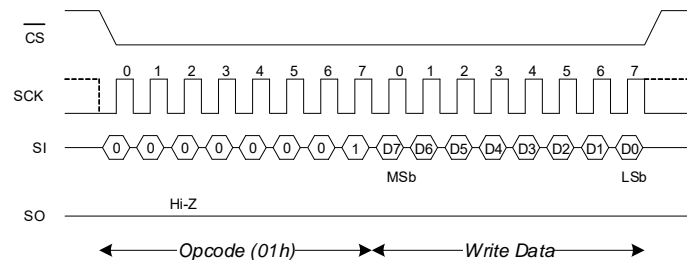 CS
0 1 2 3 4 5 6 7 0 1 2 3 4 5 6 7
SCK
SI 0 0 0 0 0 0 0 1 D7 D6 D5 D4 D3 D2 D1 D0
MSb LSb
Hi-Z
SO
Opcode (01h) Write Data